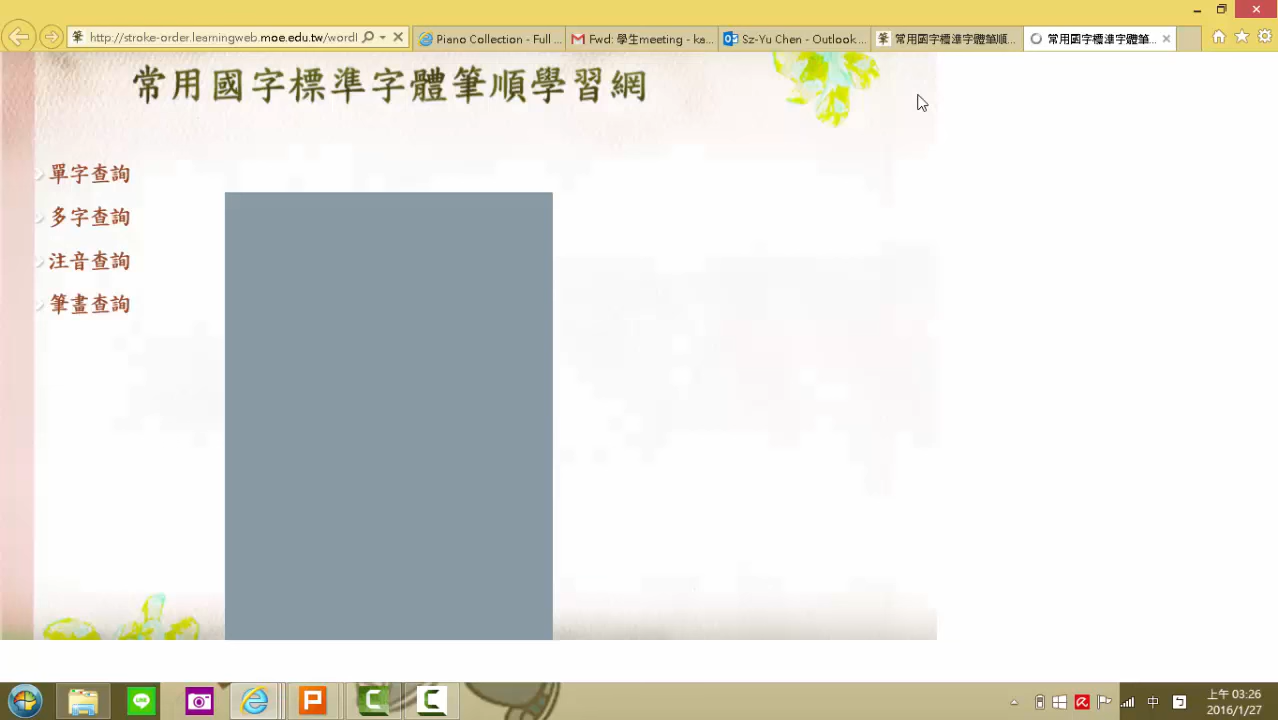 http://stroke-order.learningweb.moe.edu.tw/wordl
Piano Collection - Full ...
Fwd: 學生meeting - ka...
Sz-Yu Chen - Outlook...
常用國字標準字體筆順...
常用國字標準字體筆...
常用國字標準字體筆順學習網
單字查詢
多字查詢
注音查詢
筆畫查詢
中
上午 03:26
2016/1/27